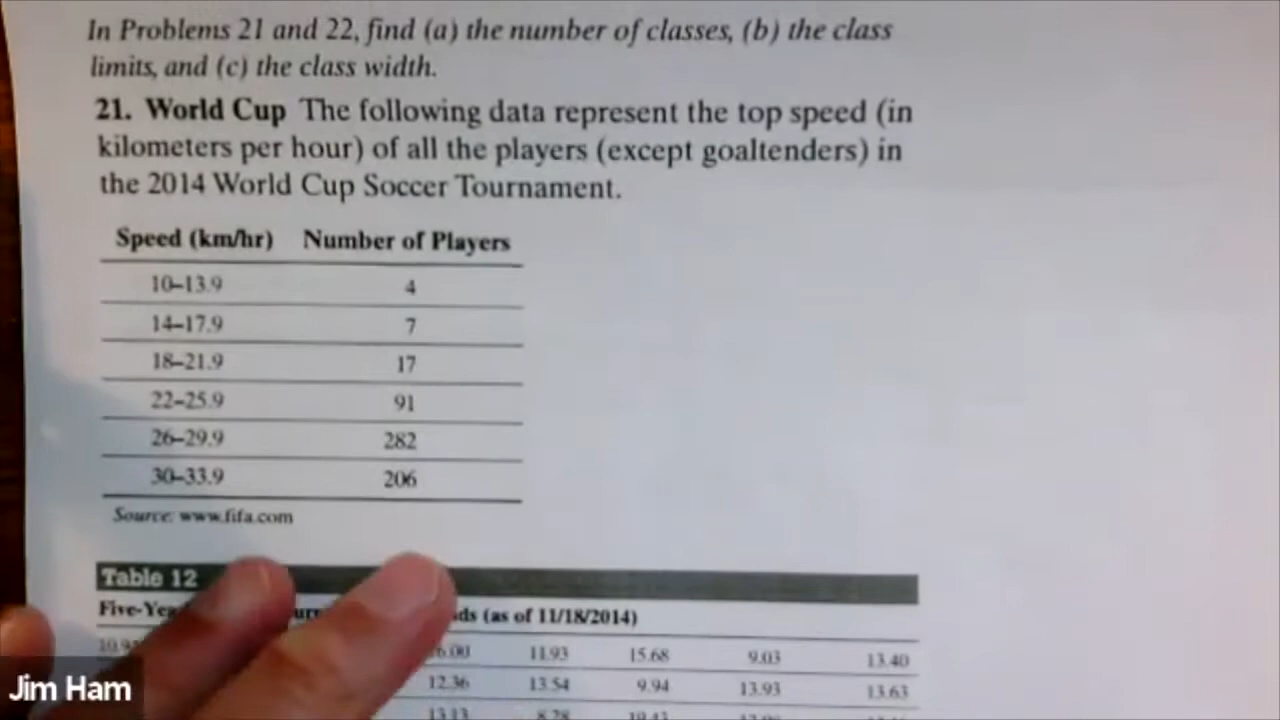 In Problems 21 and 22, find (a) the number of classes, (b) the class
limits, and (c) the class width.
21. World Cup The following data represent the top speed (in
kilometers per hour) of all the players (except goaltenders) in
the 2014 World Cup Soccer Tournament.
Speed (km/hr) Number of Players
10–13.9 4
14–17.9 7
18–21.9 17
22–25.9 91
26–29.9 282
30–33.9 206
Source: www.fifa.com
Table 12
(as of 11/18/2014)
11.93 15.68 9.03 13.40
12.36 13.54 9.94 13.93 13.63
13.13 8.28
Jim Ham